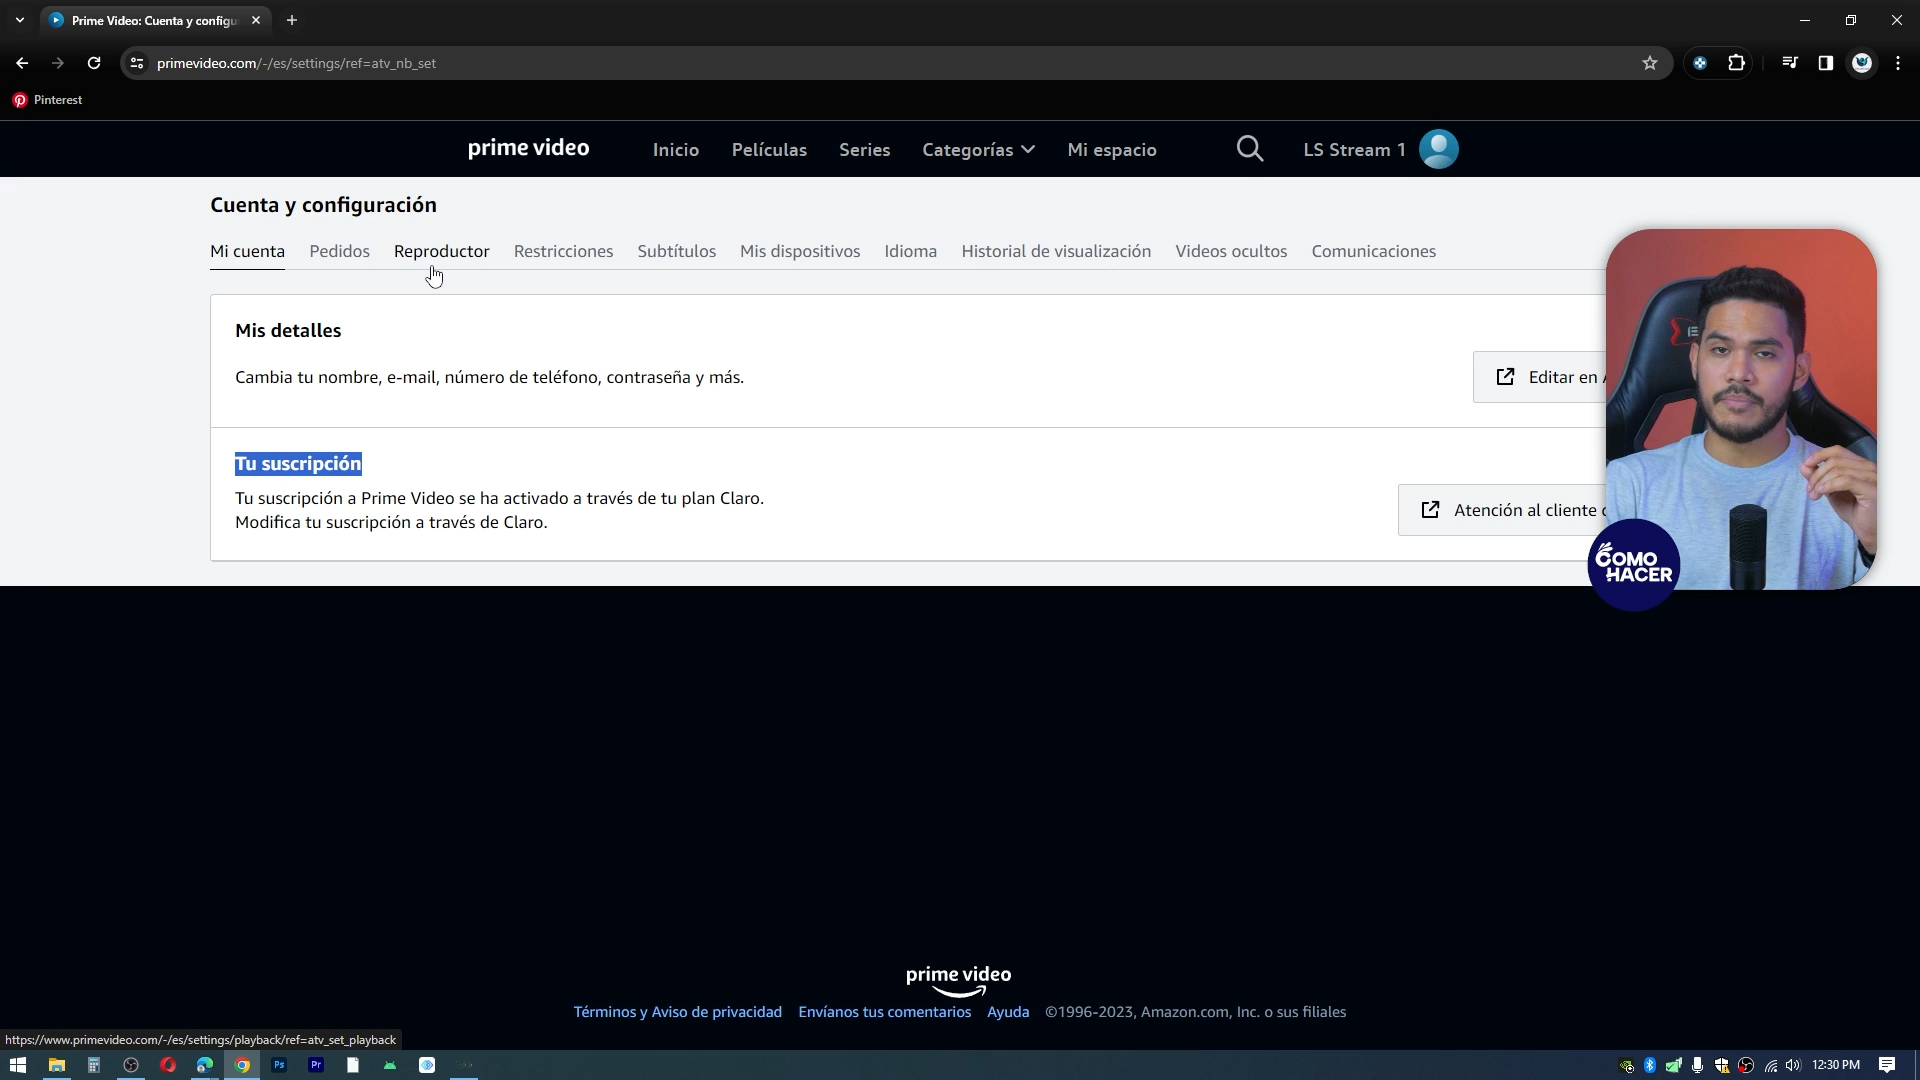 Prime Video: Cuenta y configu
primevideo.com/-/es/settings/ref=atv_nb_set
Pinterest
prime video
Inicio
Películas
Series
Categorías
Mi espacio
LS Stream 1
Cuenta y configuración
Mi cuenta
Pedidos
Reproductor
Restricciones
Subtítulos
Mis dispositivos
Idioma
Historial de visualización
Videos ocultos
Comunicaciones
Mis detalles
Cambia tu nombre, e-mail, número de teléfono, contraseña y más.
Editar en
Tu suscripción
Tu suscripción a Prime Video se ha activado a través de tu plan Claro.
Modifica tu suscripción a través de Claro.
Atención al cliente
COMO
HACER
prime video
Términos y Aviso de privacidad
Envíanos tus comentarios
Ayuda
©1996-2023, Amazon.com, Inc. o sus filiales
https://www.primevideo.com/-/es/settings/playback/ref=atv_set_playback
Ps
Pr
12:30 PM